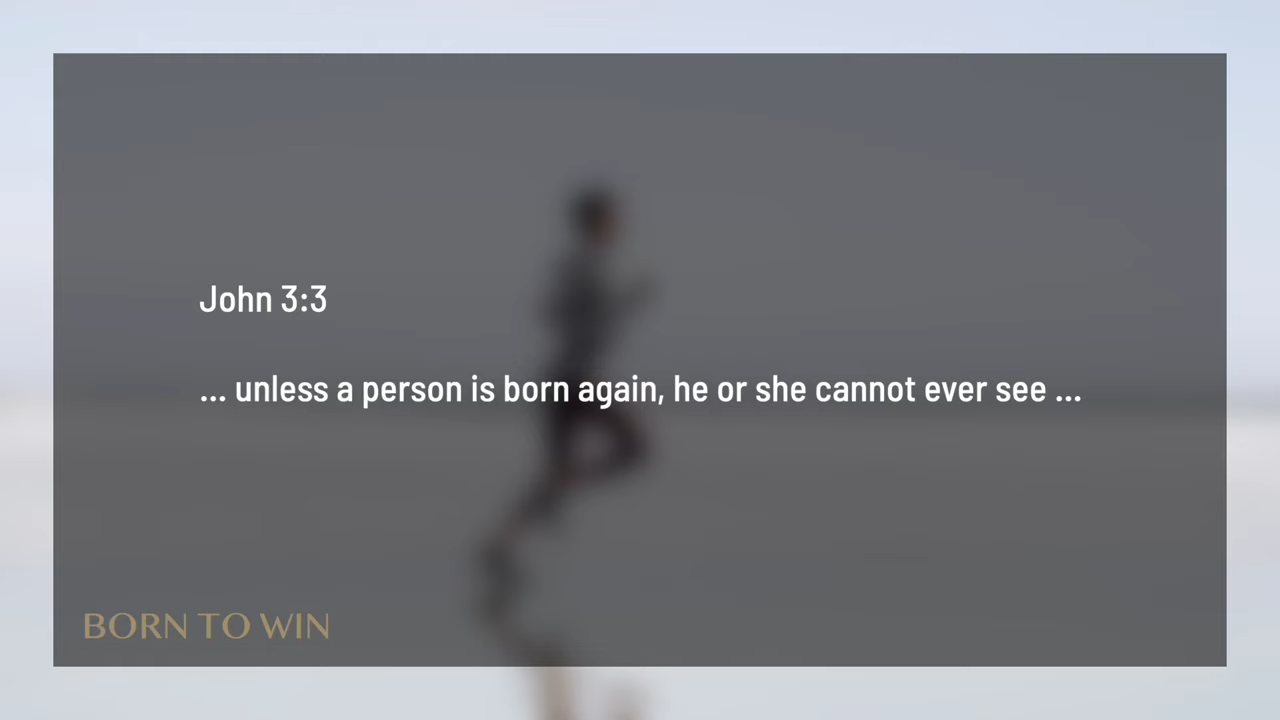 John 3:3
... unless a person is born again, he or she cannot ever see ...
BORN TO WIN